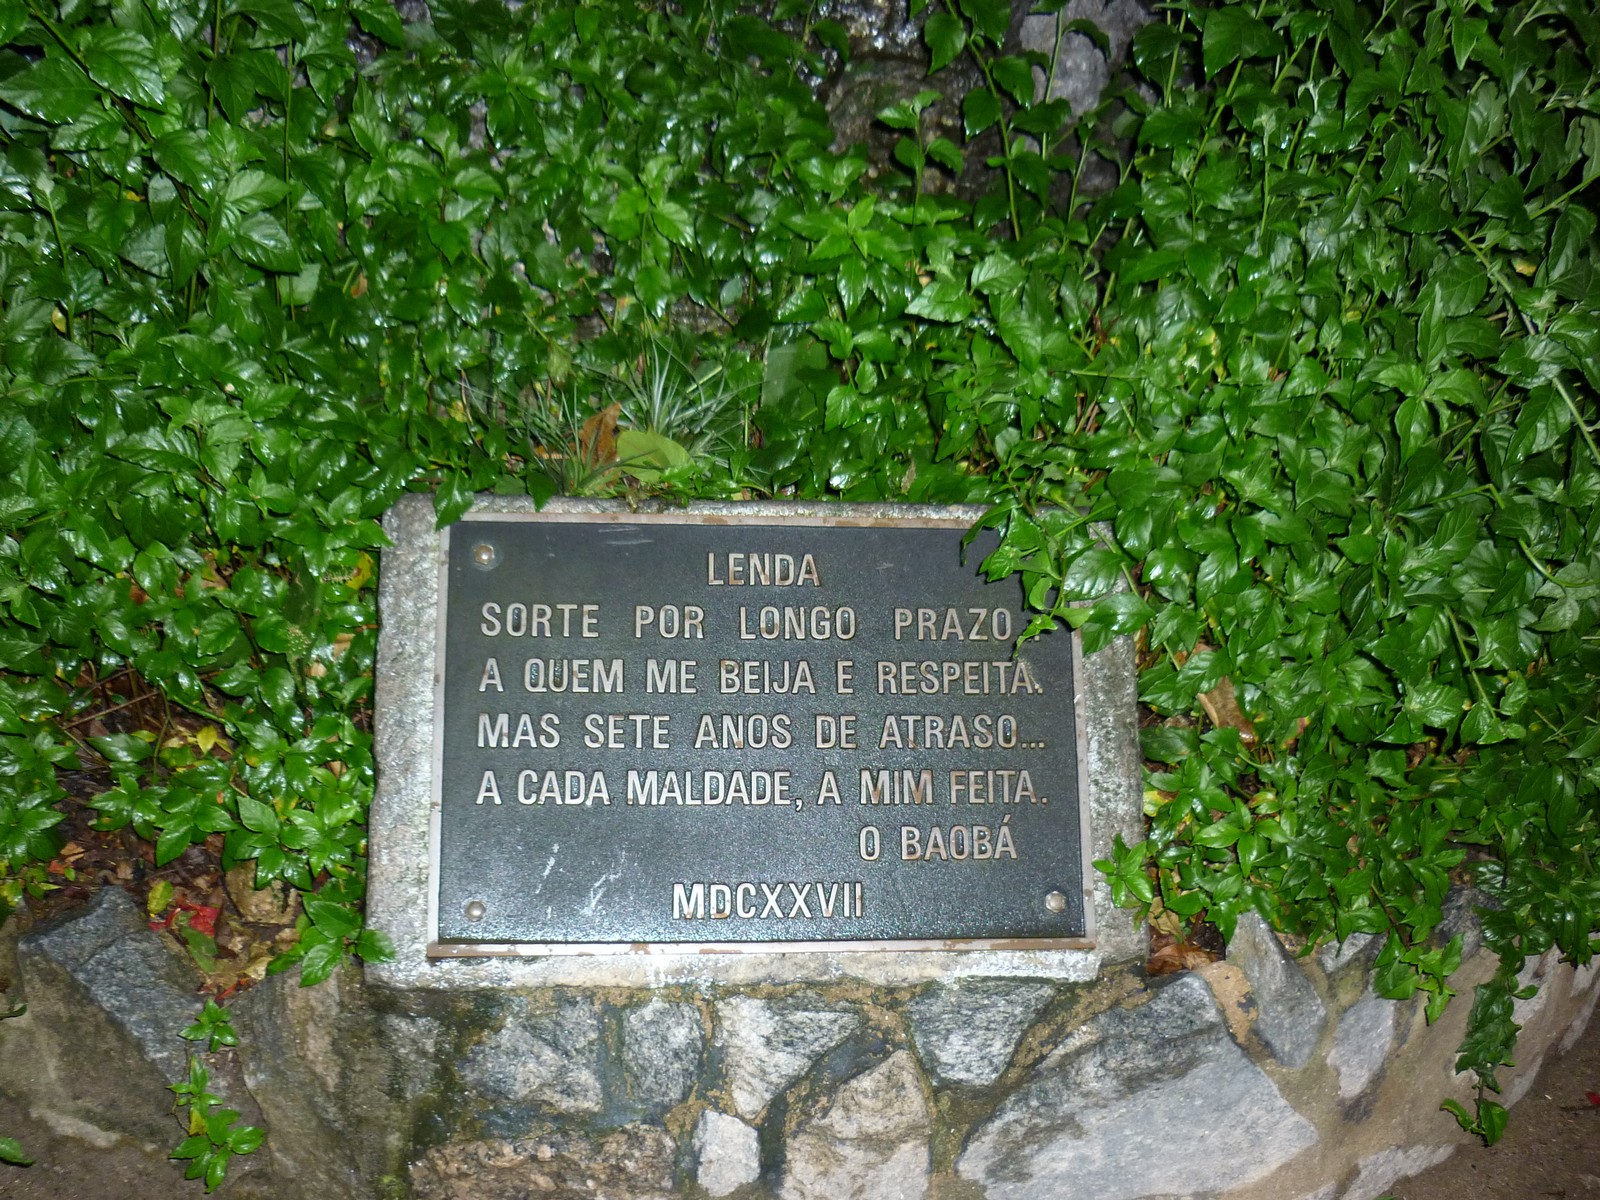 LENDA
SORTE POR LONGO PRAZO
A QUEM ME BEIJA E RESPEITA.
MAS SETE ANOS DE ATRASO...
A CADA MALDADE, A MIM FEITA.
O BAOBÁ
MDCXXVII